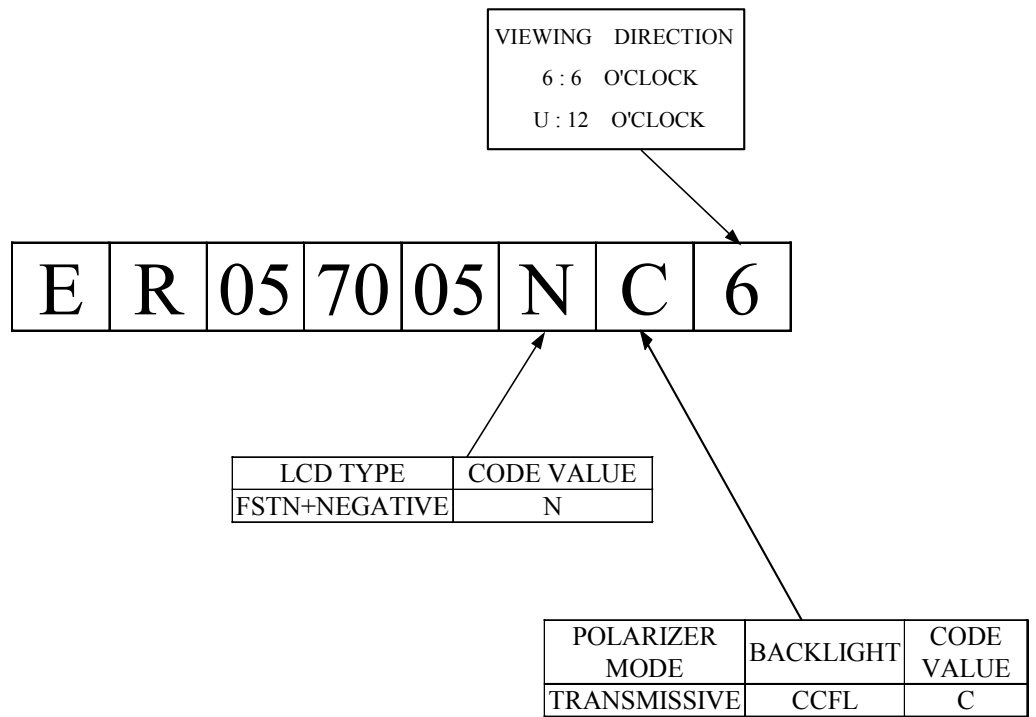 VIEWING DIRECTION
6 : 6 O'CLOCK
U : 12 O'CLOCK
E R 05 70 05 N C 6
LCD TYPE CODE VALUE
FSTN+NEGATIVE N
POLARIZER MODE BACKLIGHT CODE VALUE
TRANSMISSIVE CCFL C